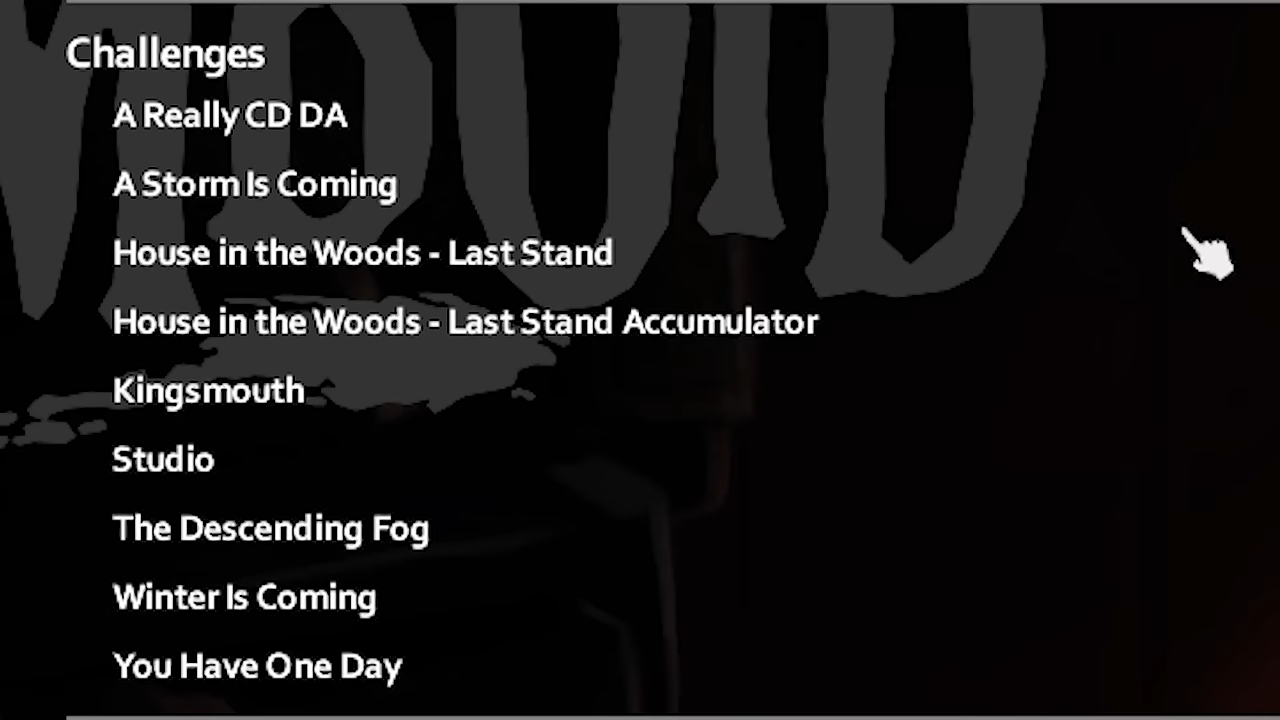 Challenges
A Really CD DA
A Storm Is Coming
House in the Woods - Last Stand
House in the Woods - Last Stand Accumulator
Kingsmouth
Studio
The Descending Fog
Winter Is Coming
You Have One Day